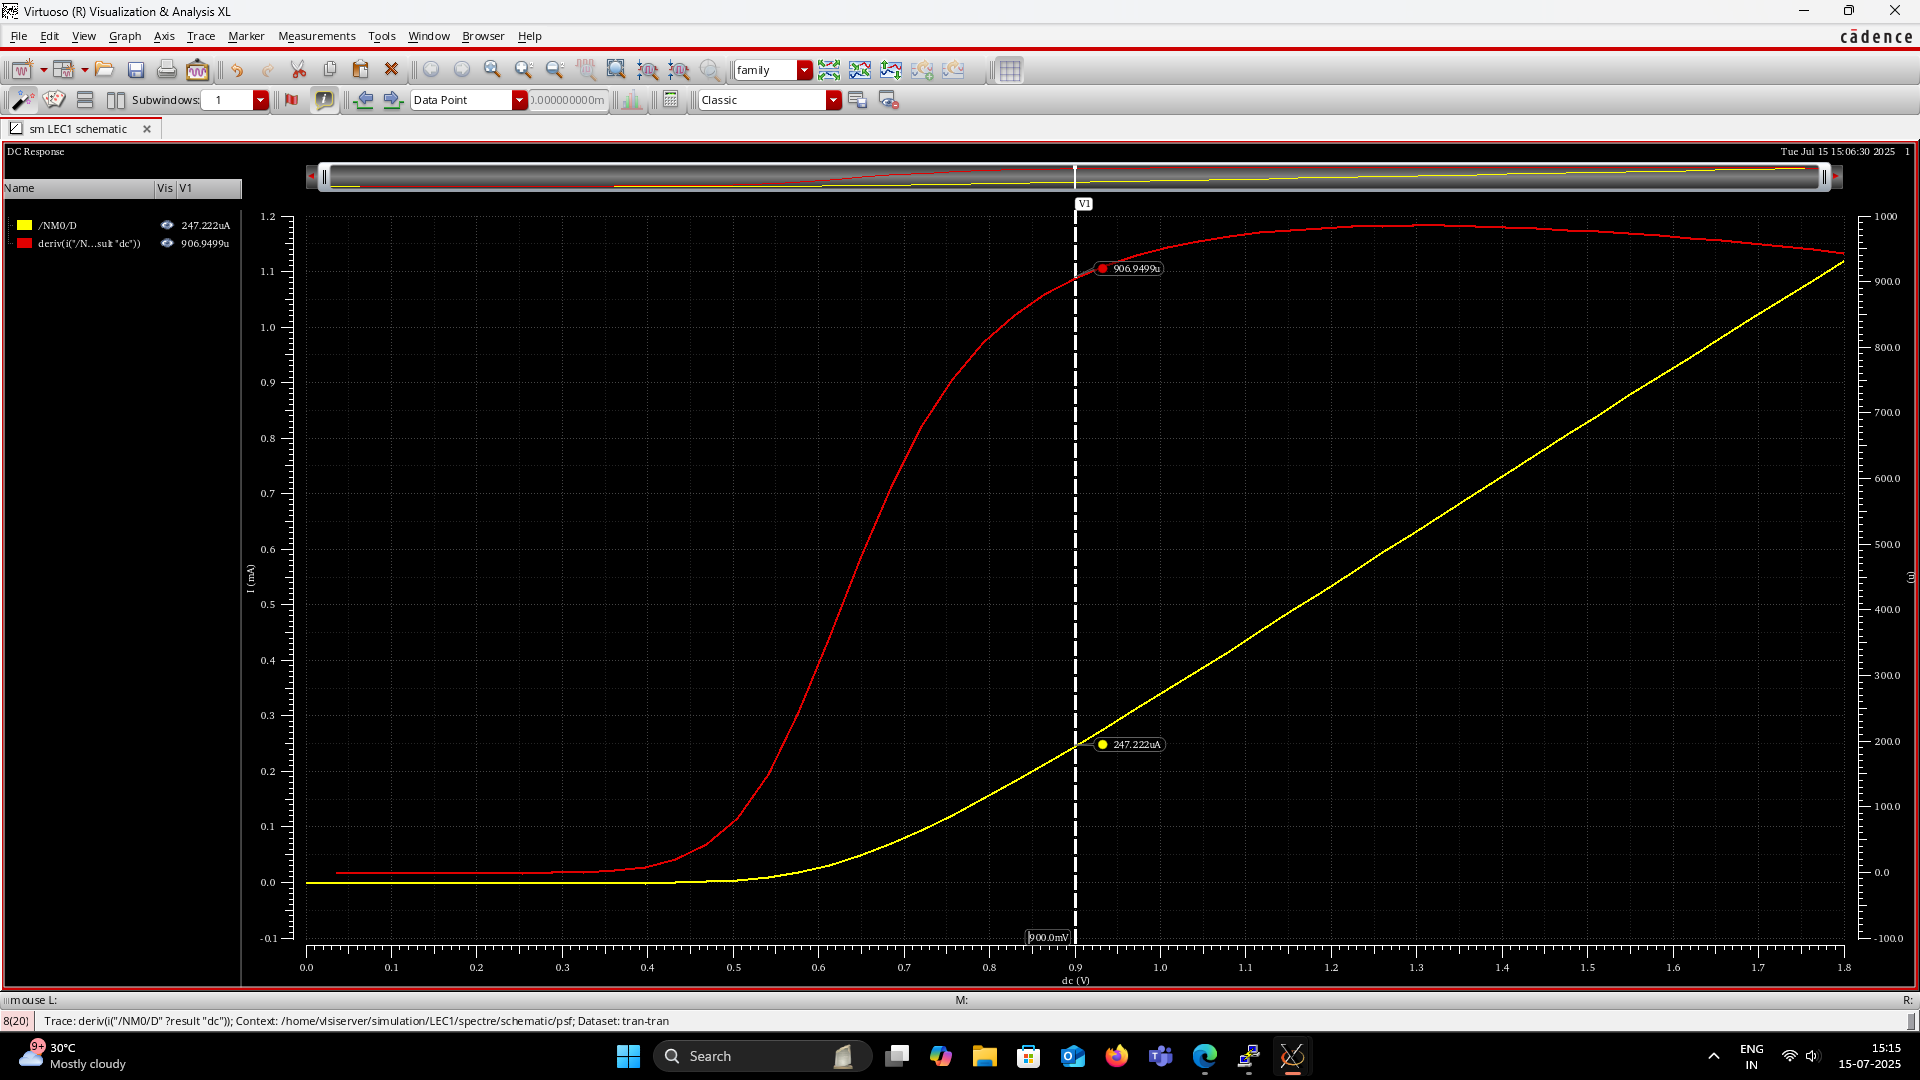 Virtuoso (R) Visualization & Analysis XL
File Edit View Graph Axis Trace Marker Measurements Tools Window Browser Help
cādence
family
Subwindows: 1 Data Point 0.000000000m Classic
sm LEC1 schematic
DC Response
Tue Jul 15 15:06:30 2025 1
Name Vis V1
/NM0/D 247.222uA
deriv(i("/N...sult "dc")) 906.9499u
V1
1.2
1.1
1.0
0.9
0.8
0.7
0.6
0.5
0.4
0.3
0.2
0.1
0.0
-0.1
I (mA)
906.9499u
247.222uA
900.0mV
1000
900.0
800.0
700.0
600.0
500.0
400.0
300.0
200.0
100.0
0.0
-100.0
(u)
0.0 0.1 0.2 0.3 0.4 0.5 0.6 0.7 0.8 0.9 1.0 1.1 1.2 1.3 1.4 1.5 1.6 1.7 1.8
dc (V)
mouse L: M: R:
8(20) Trace: deriv(i("/NM0/D" ?result "dc")); Context: /home/vlsiserver/simulation/LEC1/spectre/schematic/psf; Dataset: tran-tran
9+
30°C
Mostly cloudy
Search
ENG
IN
15:15
15-07-2025